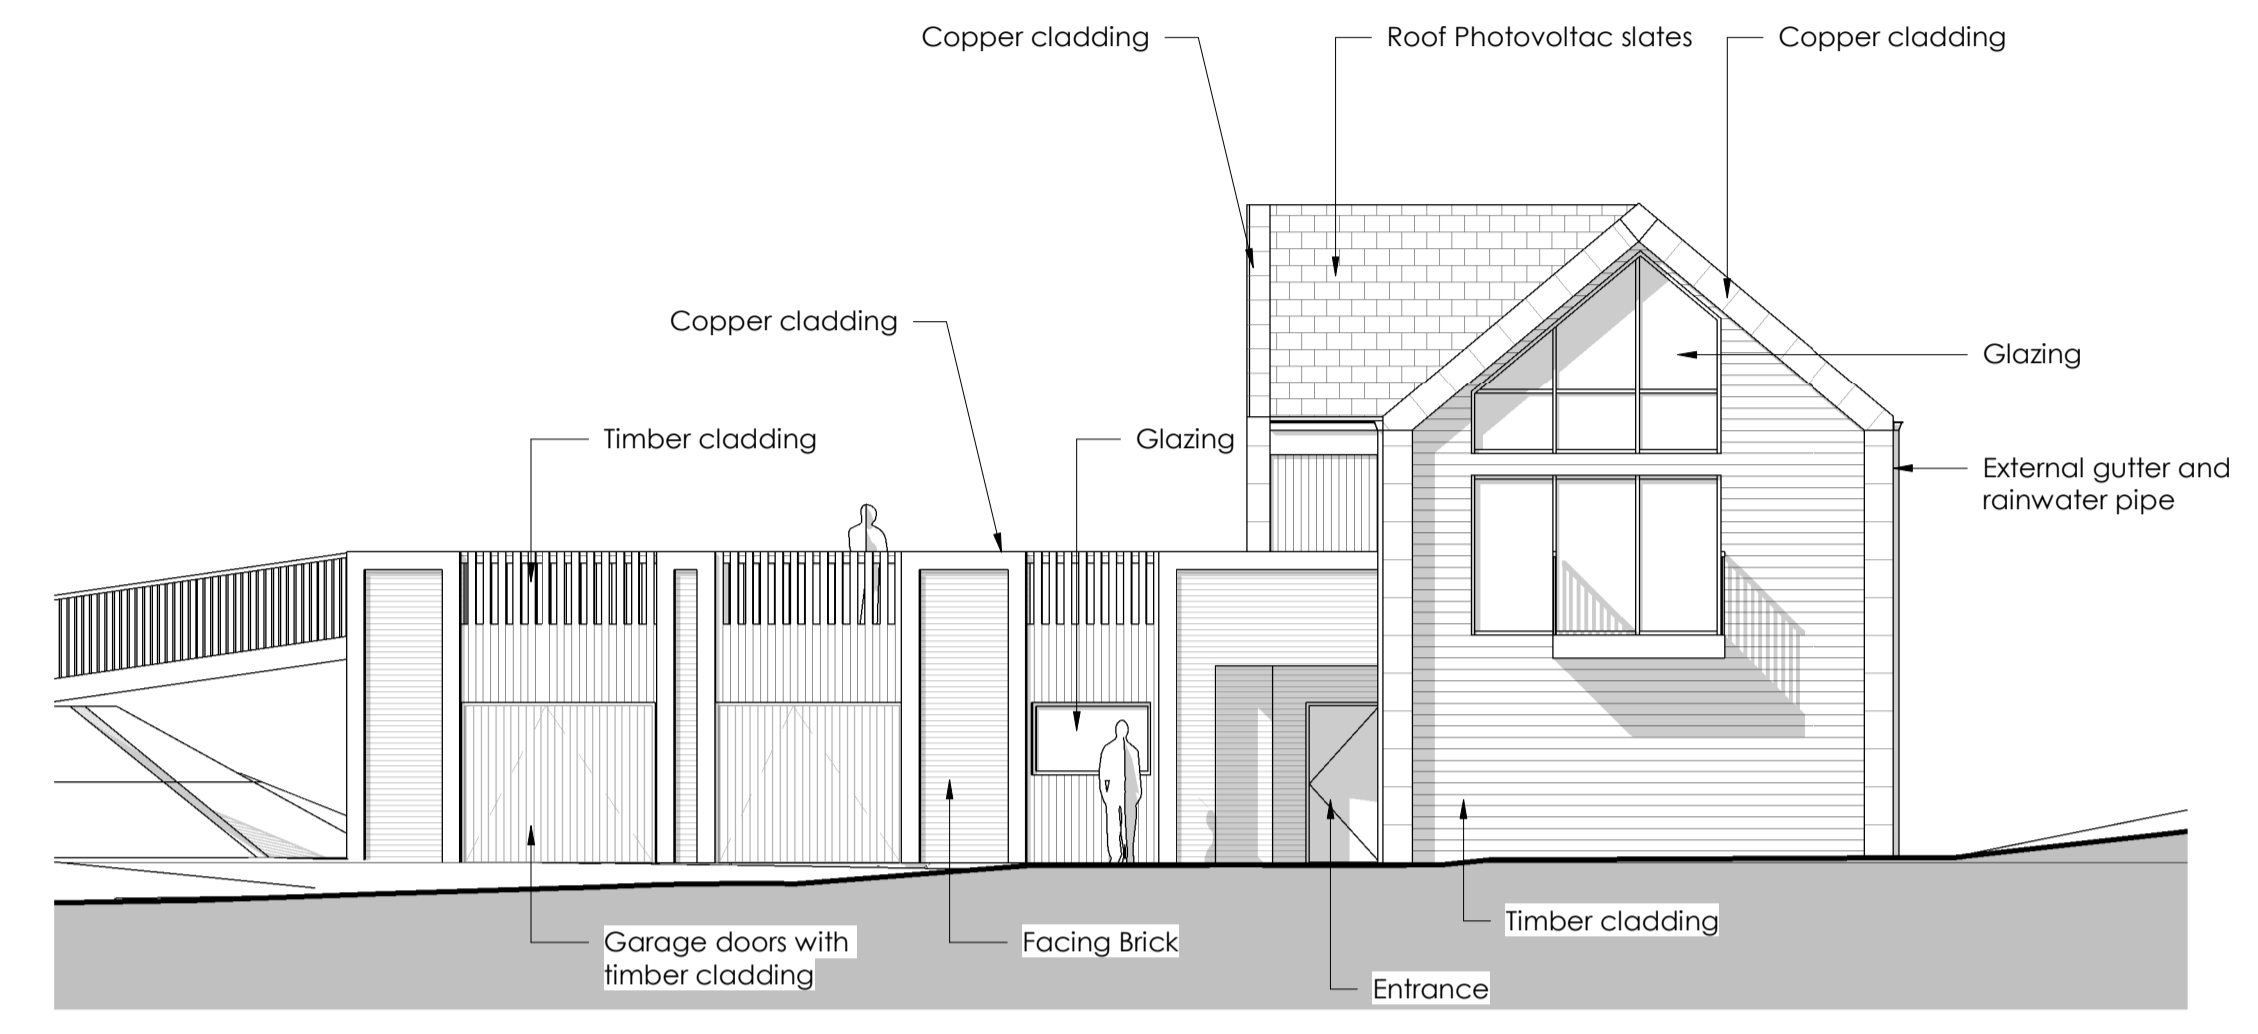 Copper cladding
Roof Photovoltac slates
Copper cladding
Copper cladding
Glazing
Timber cladding
Glazing
External gutter and
rainwater pipe
Timber cladding
Garage doors with
timber cladding
Facing Brick
Entrance